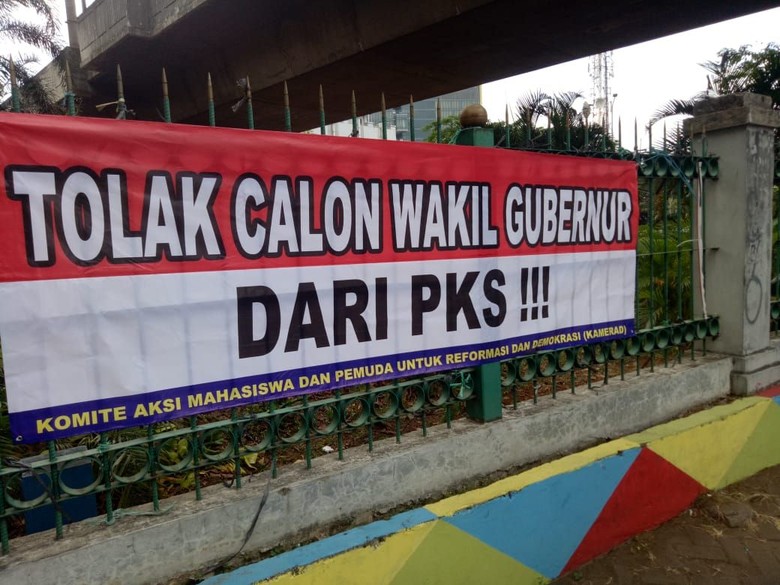 TOLAK CALON WAKIL GUBERNUR
DARI PKS !!!
KOMITE AKSI MAHASISWA DAN PEMUDA UNTUK REFORMASI DAN DEMOKRASI (KAMERAD)